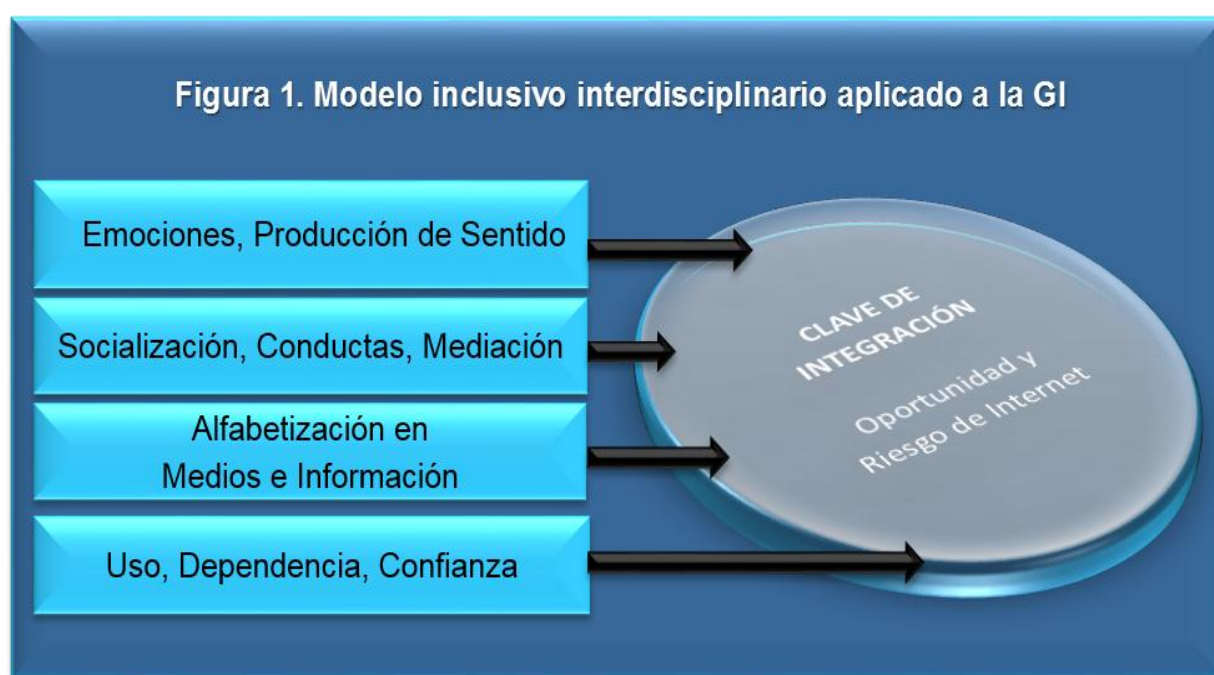 Figura 1. Modelo inclusivo interdisciplinario aplicado a la GI
Emociones, Producción de Sentido
Socialización, Conductas, Mediación
Alfabetización en
Medios e Información
Uso, Dependencia, Confianza
CLAVE DE
INTEGRACIÓN
Oportunidad y
Riesgo de Internet